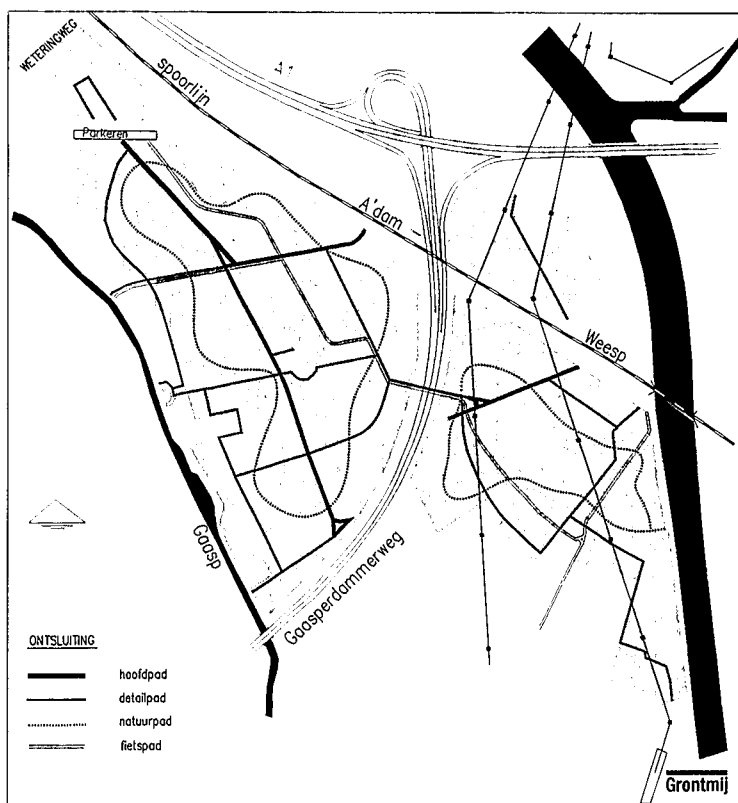 WETERINGWEG
spoorlijn
A1
Parkeren
A'dam –
Weesp
Gaasp
Gaasperdammerweg
ONTSLUITING
hoofdpad
detailpad
natuurpad
fietspad
Grontmij